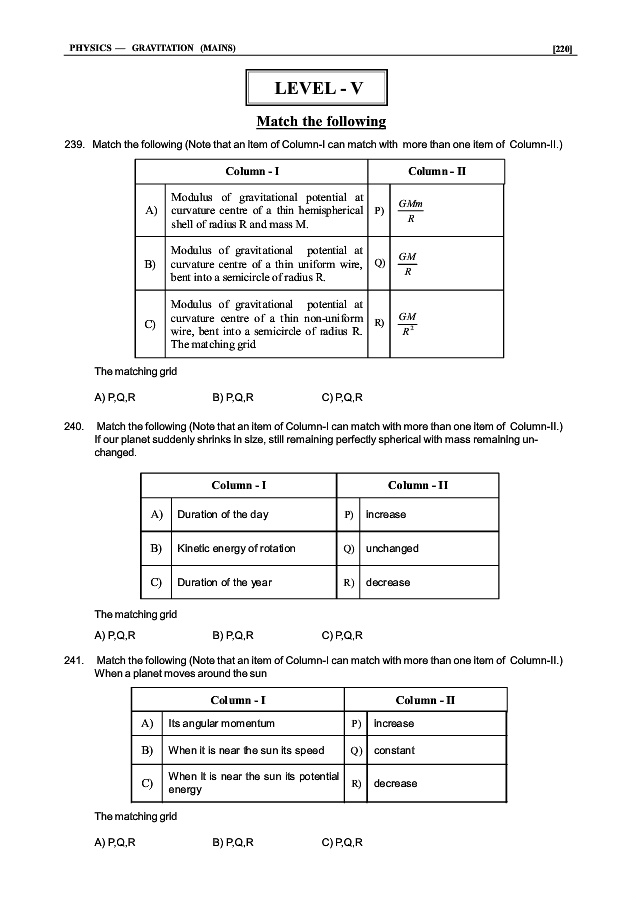 PHYSICS — GRAVITATION (MAINS) [220]
LEVEL - V
Match the following
239. Match the following (Note that an item of Column-I can match with more than one item of Column-II.)
Column - I Column - II
A) Modulus of gravitational potential at P) GMm/R
curvature centre of a thin hemispherical
shell of radius R and mass M.
B) Modulus of gravitational potential at Q) GM/R
curvature centre of a thin uniform wire,
bent into a semicircle of radius R.
C) Modulus of gravitational potential at R) GM/R²
curvature centre of a thin non-uniform
wire, bent into a semicircle of radius R.
The matching grid
The matching grid
A) P,Q,R B) P,Q,R C) P,Q,R
240. Match the following (Note that an item of Column-I can match with more than one item of Column-II.)
If our planet suddenly shrinks in size, still remaining perfectly spherical with mass remaining un-
changed.
Column - I Column - II
A) Duration of the day P) increase
B) Kinetic energy of rotation Q) unchanged
C) Duration of the year R) decrease
The matching grid
A) P,Q,R B) P,Q,R C) P,Q,R
241. Match the following (Note that an item of Column-I can match with more than one item of Column-II.)
When a planet moves around the sun
Column - I Column - II
A) Its angular momentum P) increase
B) When it is near the sun its speed Q) constant
C) When It is near the sun its potential R) decrease
energy
The matching grid
A) P,Q,R B) P,Q,R C) P,Q,R